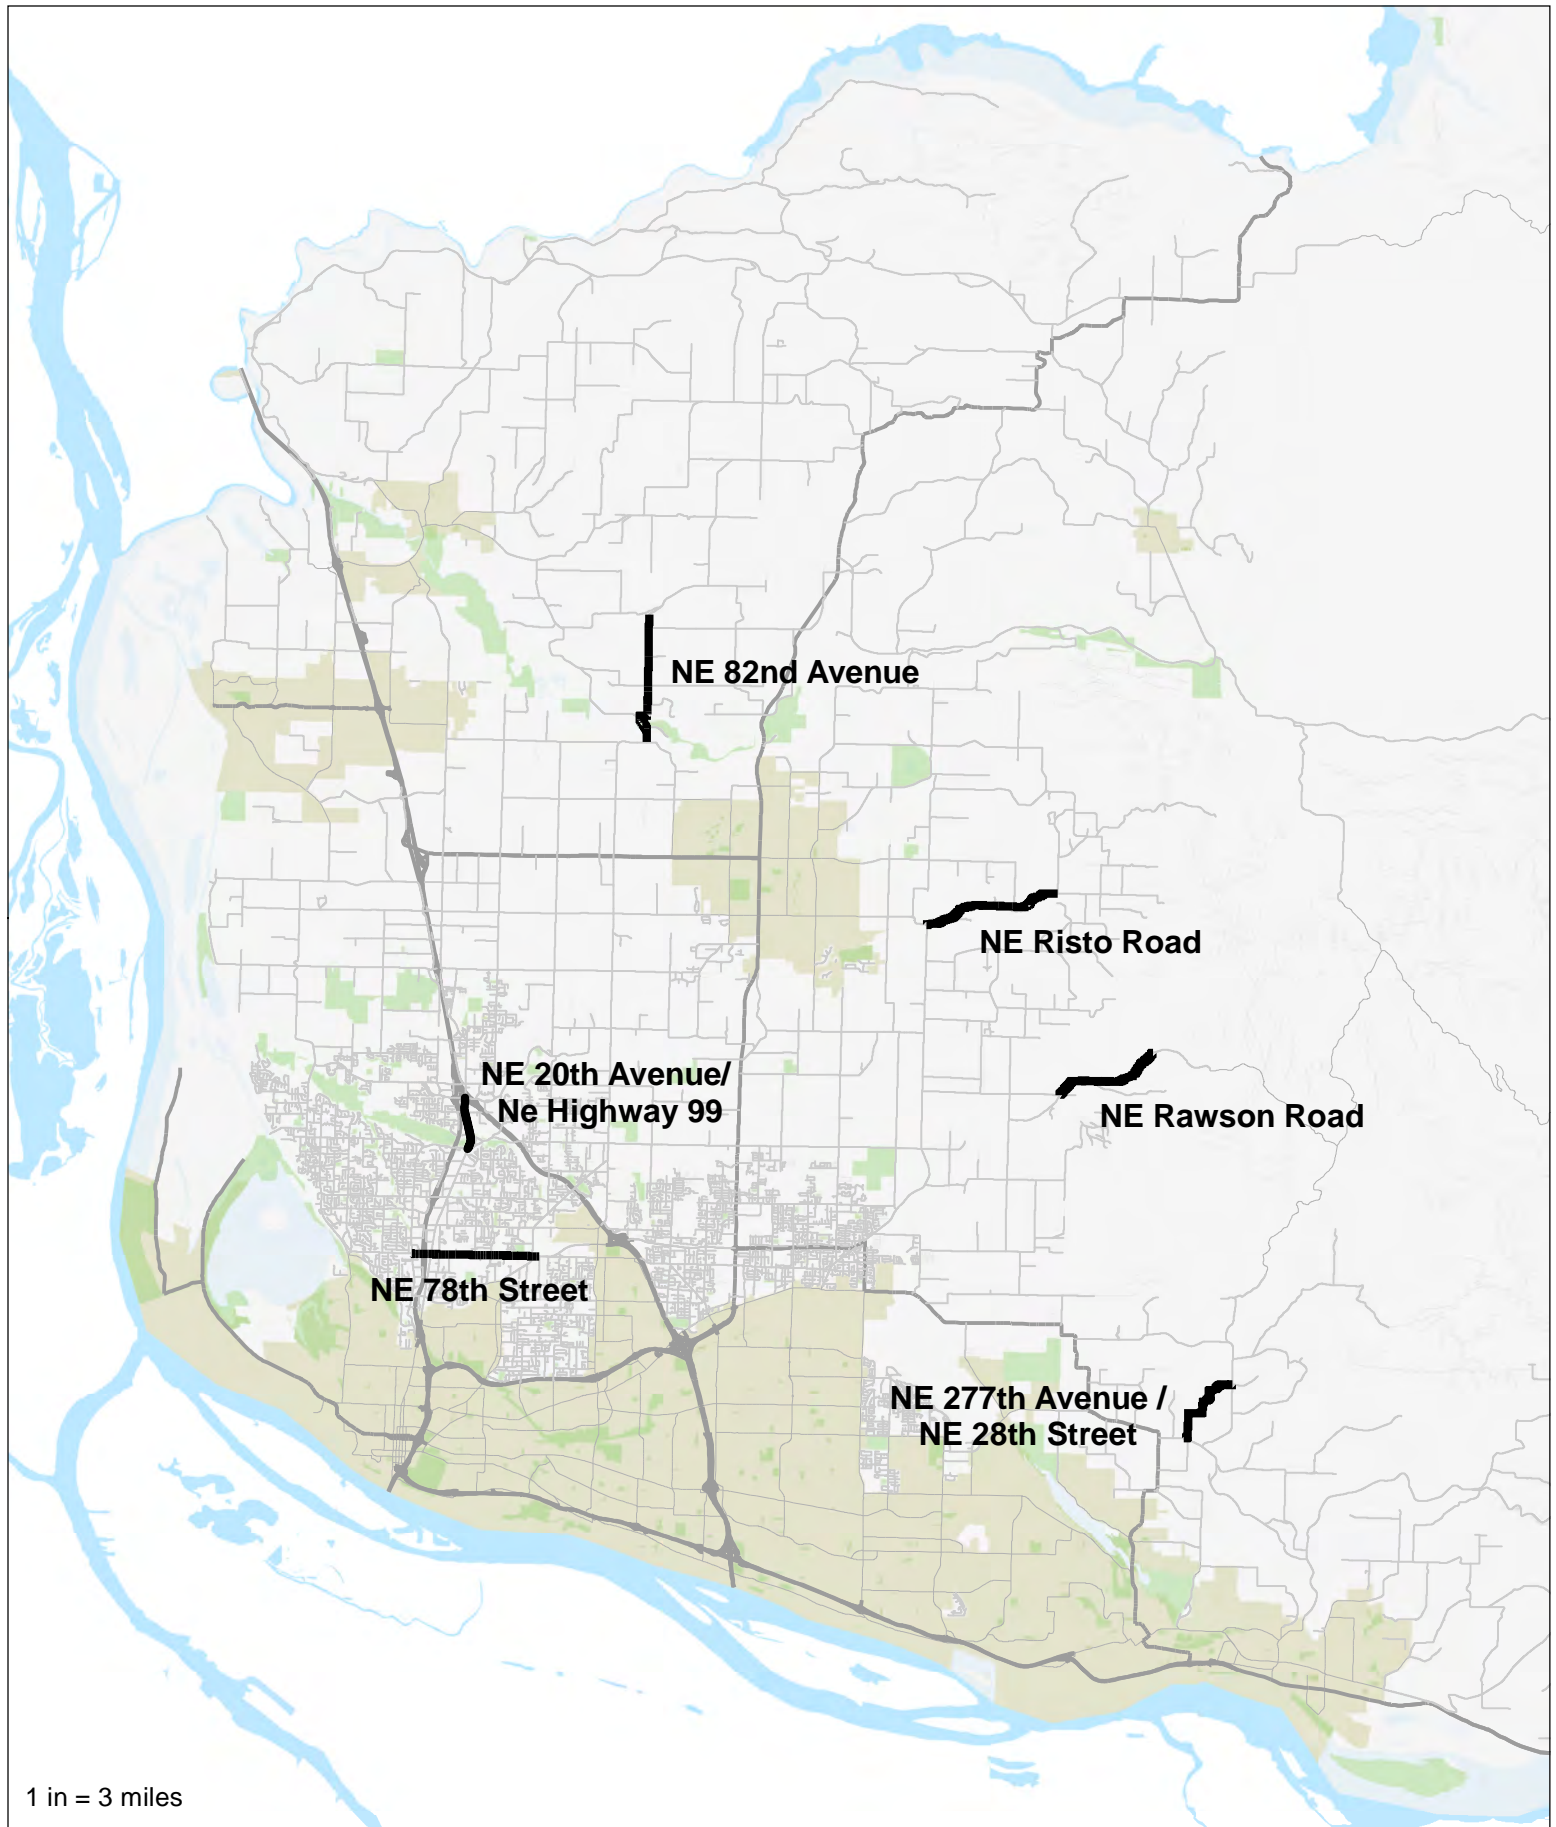 NE 82nd Avenue
NE Risto Road
NE 20th Avenue/
Ne Highway 99
NE Rawson Road
NE 78th Street
NE 277th Avenue /
NE 28th Street
1 in = 3 miles